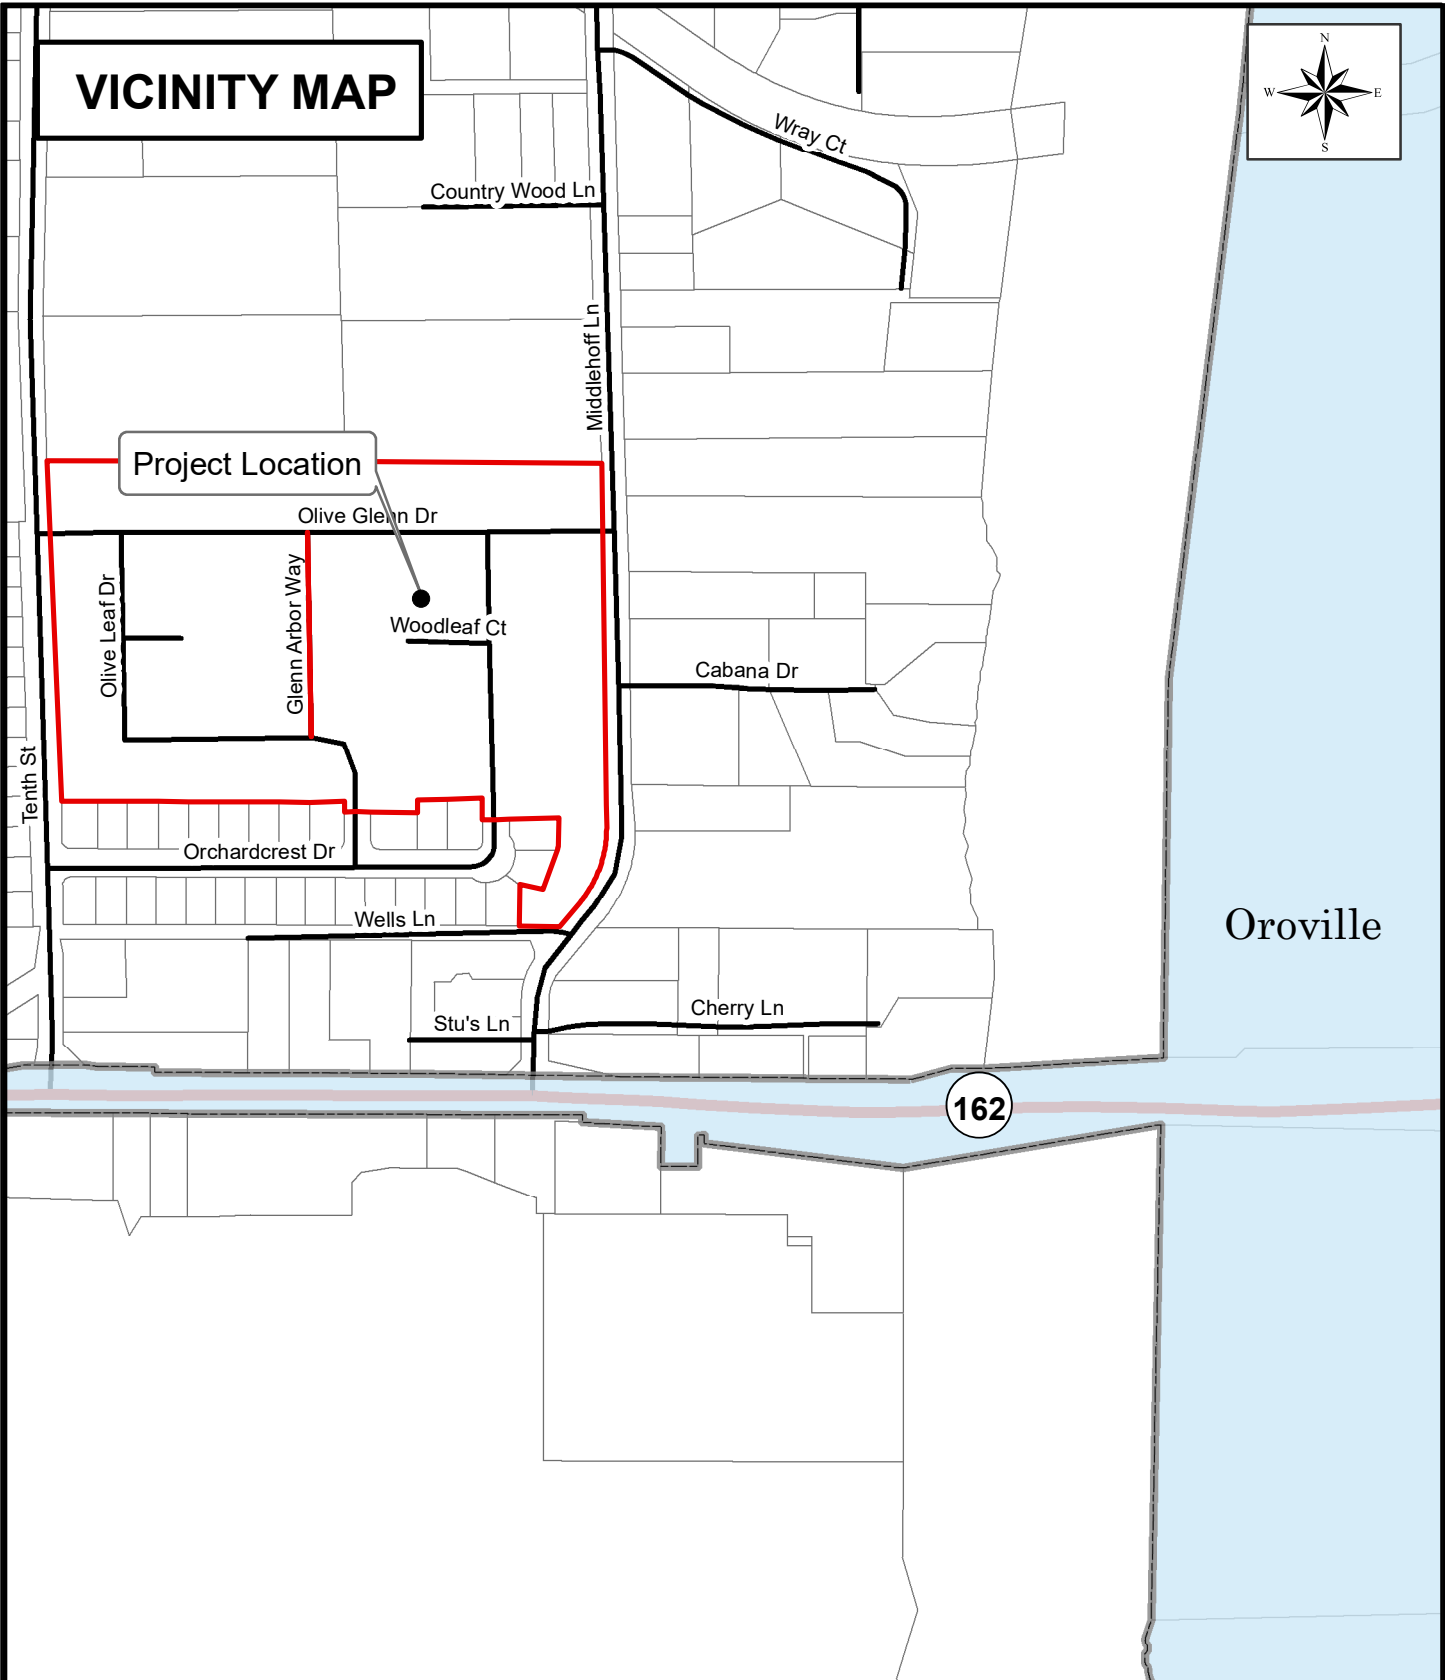 VICINITY MAP
N
W
E
S
Wray Ct
Country Wood Ln
Middlehoff Ln
Project Location
Olive Glenn Dr
Olive Leaf Dr
Glenn Arbor Way
Woodleaf Ct
Cabana Dr
Tenth St
Orchardcrest Dr
Wells Ln
Oroville
Cherry Ln
Stu's Ln
162